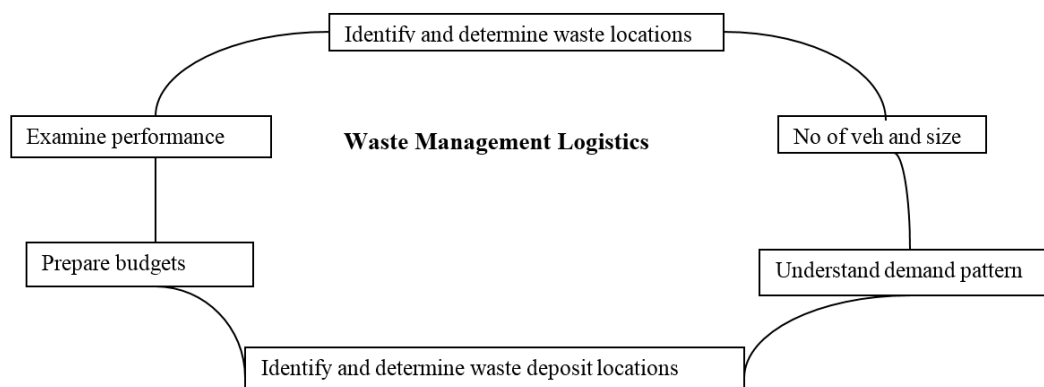 Identify and determine waste locations
Examine performance
Waste Management Logistics
No of veh and size
Prepare budgets
Understand demand pattern
Identify and determine waste deposit locations